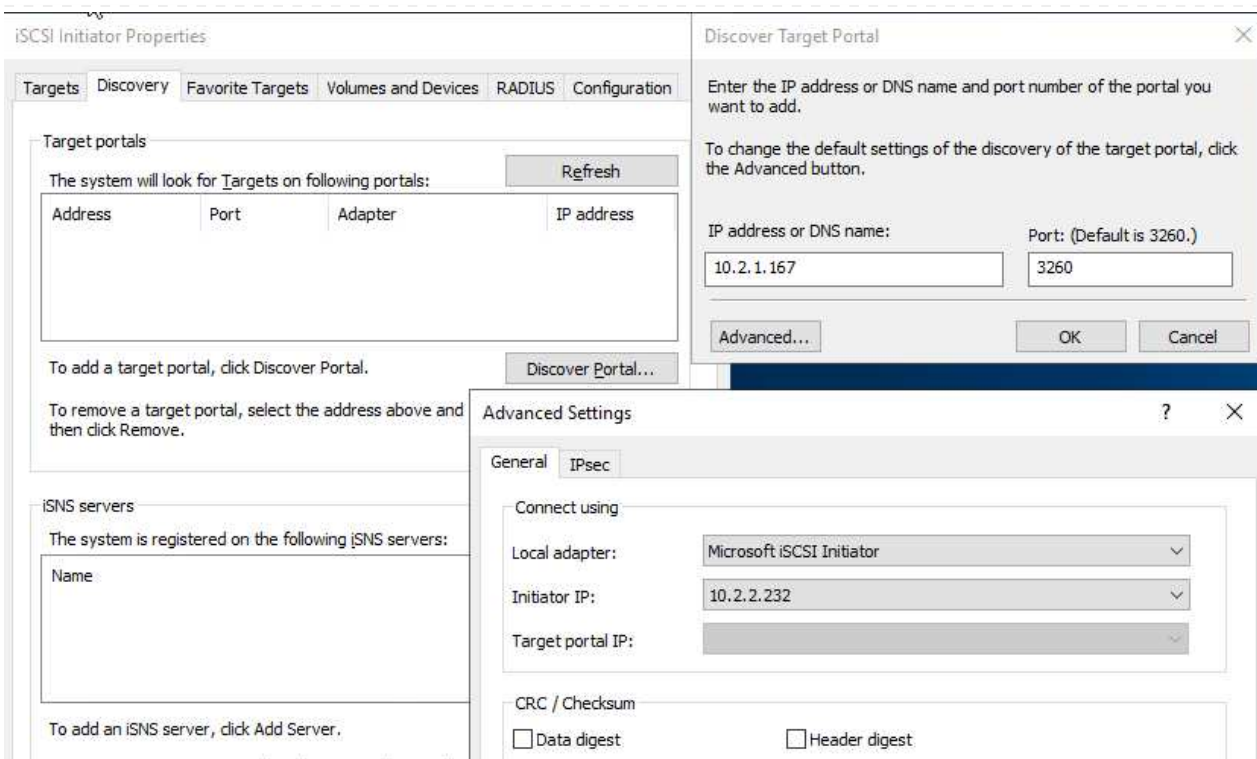 iSCSI Initiator Properties
Targets Discovery Favorite Targets Volumes and Devices RADIUS Configuration
Target portals
The system will look for Targets on following portals:
Refresh
Address Port Adapter IP address
To add a target portal, click Discover Portal.
Discover Portal...
To remove a target portal, select the address above and
then click Remove.
iSNS servers
The system is registered on the following iSNS servers:
Name
To add an iSNS server, click Add Server.
Discover Target Portal
Enter the IP address or DNS name and port number of the portal you
want to add.
To change the default settings of the discovery of the target portal, click
the Advanced button.
IP address or DNS name:
Port: (Default is 3260.)
10.2.1.167
3260
Advanced...
OK
Cancel
Advanced Settings
?
General IPsec
Connect using
Local adapter:
Microsoft iSCSI Initiator
Initiator IP:
10.2.2.232
Target portal IP:
CRC / Checksum
Data digest
Header digest